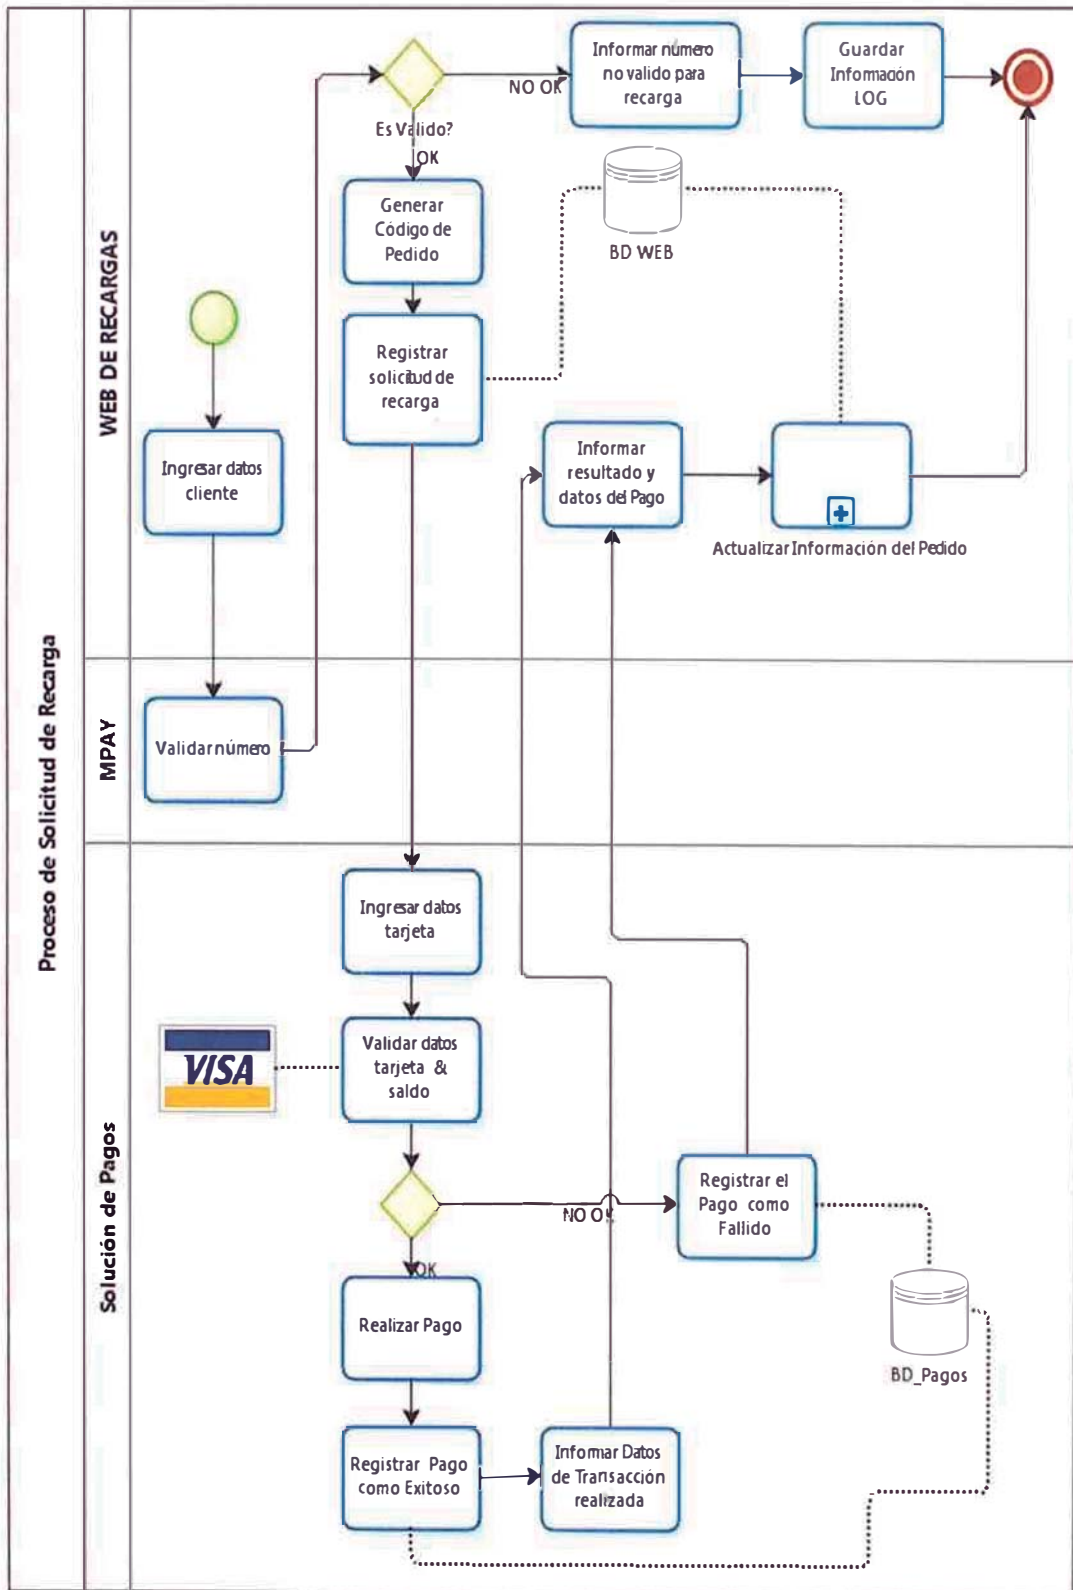 Proceso de Solicitud de Recarga
WEB DE RECARGAS
Es Valido?
NO OK
Informar número
no valido para
recarga
Guardar
Información
LOG
OK
Generar
Código de
Pedido
BD WEB
Registrar
solicitud de
recarga
Ingresar datos
cliente
Informar
resultado y
datos del Pago
Actualizar Información del Pedido
MPAY
Validar número
Solución de Pagos
Ingresar datos
tarjeta
VISA
Validar datos
tarjeta &
saldo
NO OK
Registrar el
Pago como
Fallido
OK
Realizar Pago
BD_Pagos
Registrar Pago
como Exitoso
Informar Datos
de Transacción
realizada